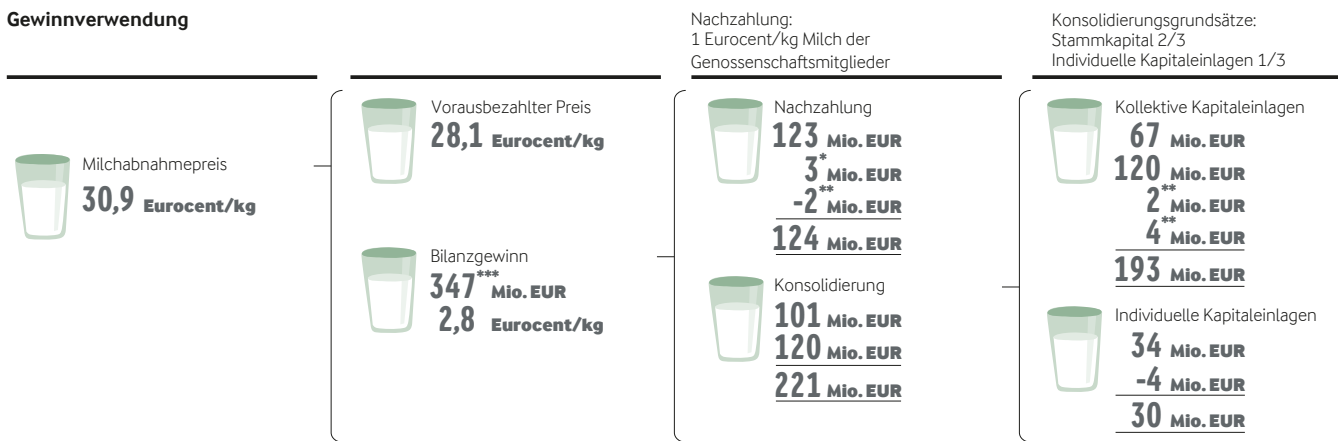 Gewinnverwendung
Nachzahlung:
1 Eurocent/kg Milch der
Genossenschaftsmitglieder
Konsolidierungsgrundsätze:
Stammkapital 2/3
Individuelle Kapitaleinlagen 1/3
Milchabnahmepreis
30,9 Eurocent/kg
Vorausbezahlter Preis
28,1 Eurocent/kg
Bilanzgewinn
347*** Mio. EUR
2,8 Eurocent/kg
Nachzahlung
123 Mio. EUR
3* Mio. EUR
-2** Mio. EUR
124 Mio. EUR
Konsolidierung
101 Mio. EUR
120 Mio. EUR
221 Mio. EUR
Kollektive Kapitaleinlagen
67 Mio. EUR
120 Mio. EUR
2** Mio. EUR
4** Mio. EUR
193 Mio. EUR
Individuelle Kapitaleinlagen
34 Mio. EUR
-4 Mio. EUR
30 Mio. EUR